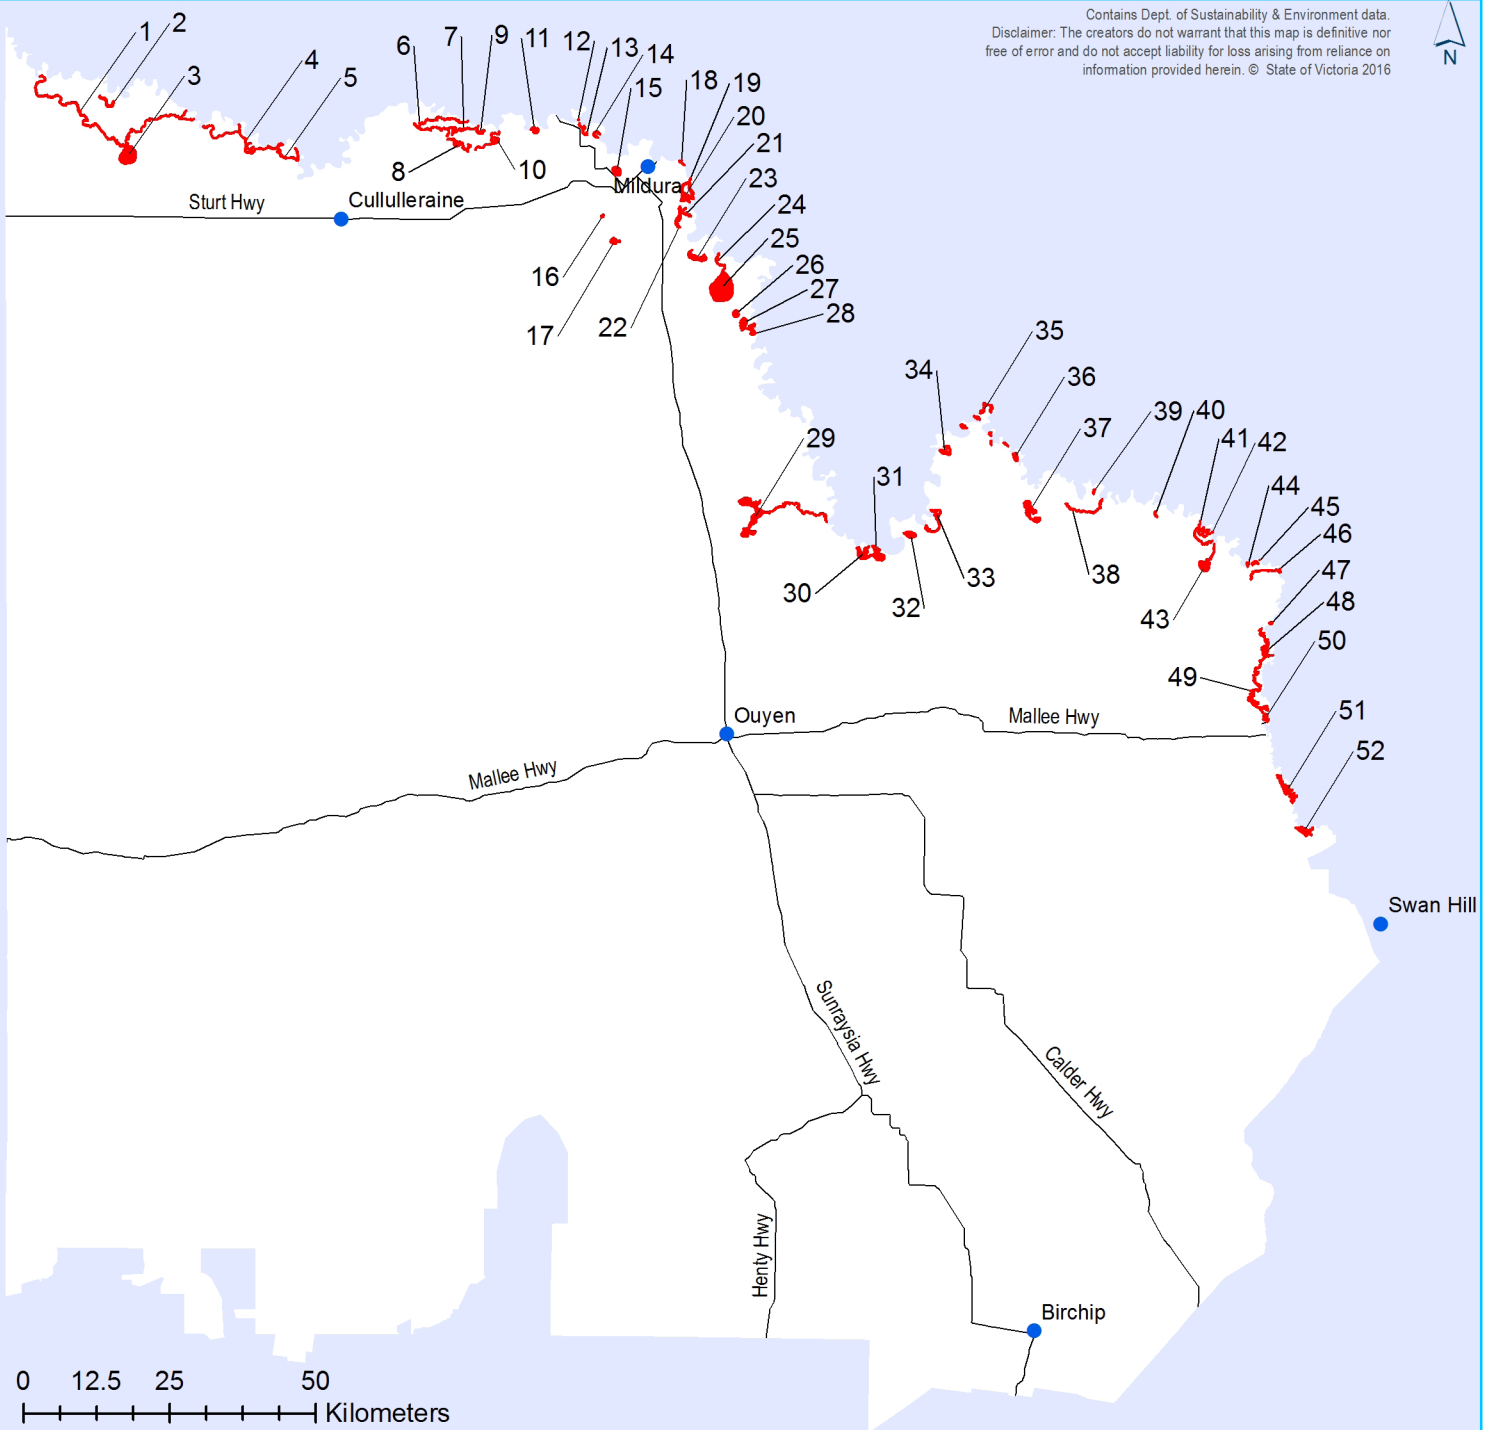 Contains Dept. of Sustainability & Environment data.
Disclaimer: The creators do not warrant that this map is definitive nor
free of error and do not accept liability for loss arising from reliance on
information provided herein. © State of Victoria 2016
N
1
2
3
4
5
6
7
8
9
10
11
12
13
14
15
16
17
18
19
20
21
22
23
24
25
26
27
28
29
30
31
32
33
34
35
36
37
38
39
40
41
42
43
44
45
46
47
48
49
50
51
52
Mildura
Sturt Hwy
Cullulleraine
Ouyen
Mallee Hwy
Mallee Hwy
Swan Hill
Sunraysia Hwy
Calder Hwy
Henty Hwy
Birchip
0 12.5 25 50
Kilometers